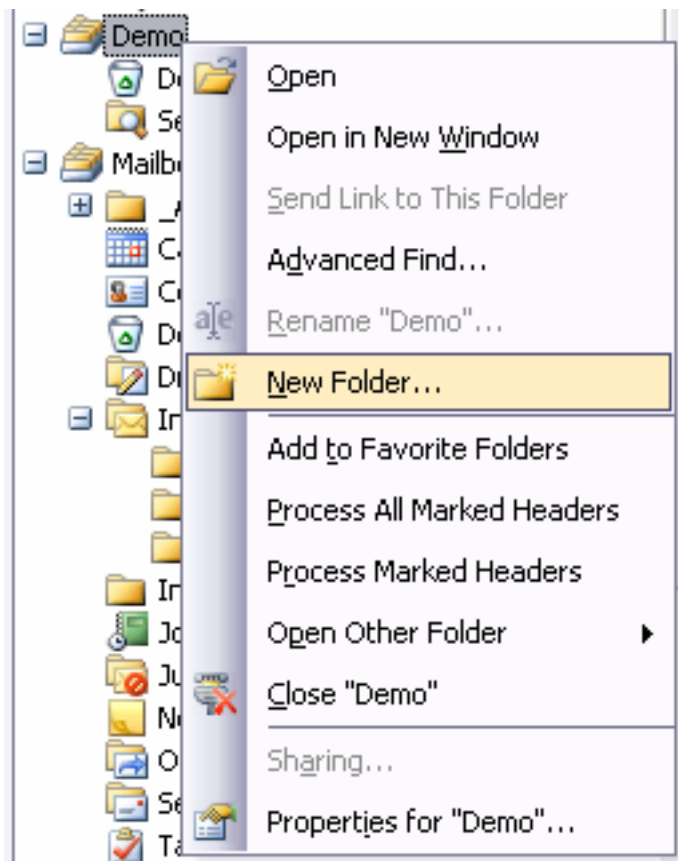 Demo
Open
Open in New Window
Send Link to This Folder
Advanced Find...
Rename "Demo"...
New Folder...
Add to Favorite Folders
Process All Marked Headers
Process Marked Headers
Open Other Folder
Close "Demo"
Sharing...
Properties for "Demo"...